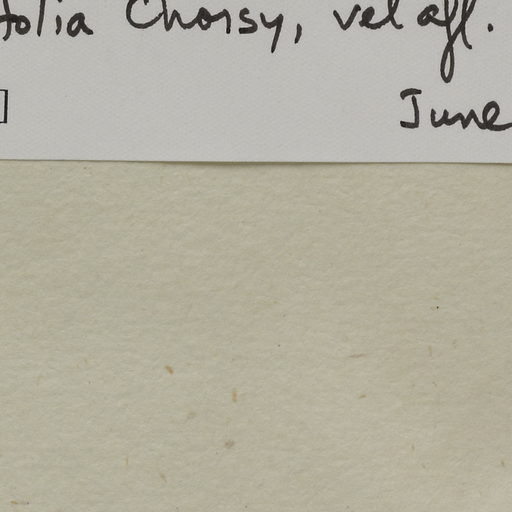 folia Choisy, vel aff.
June